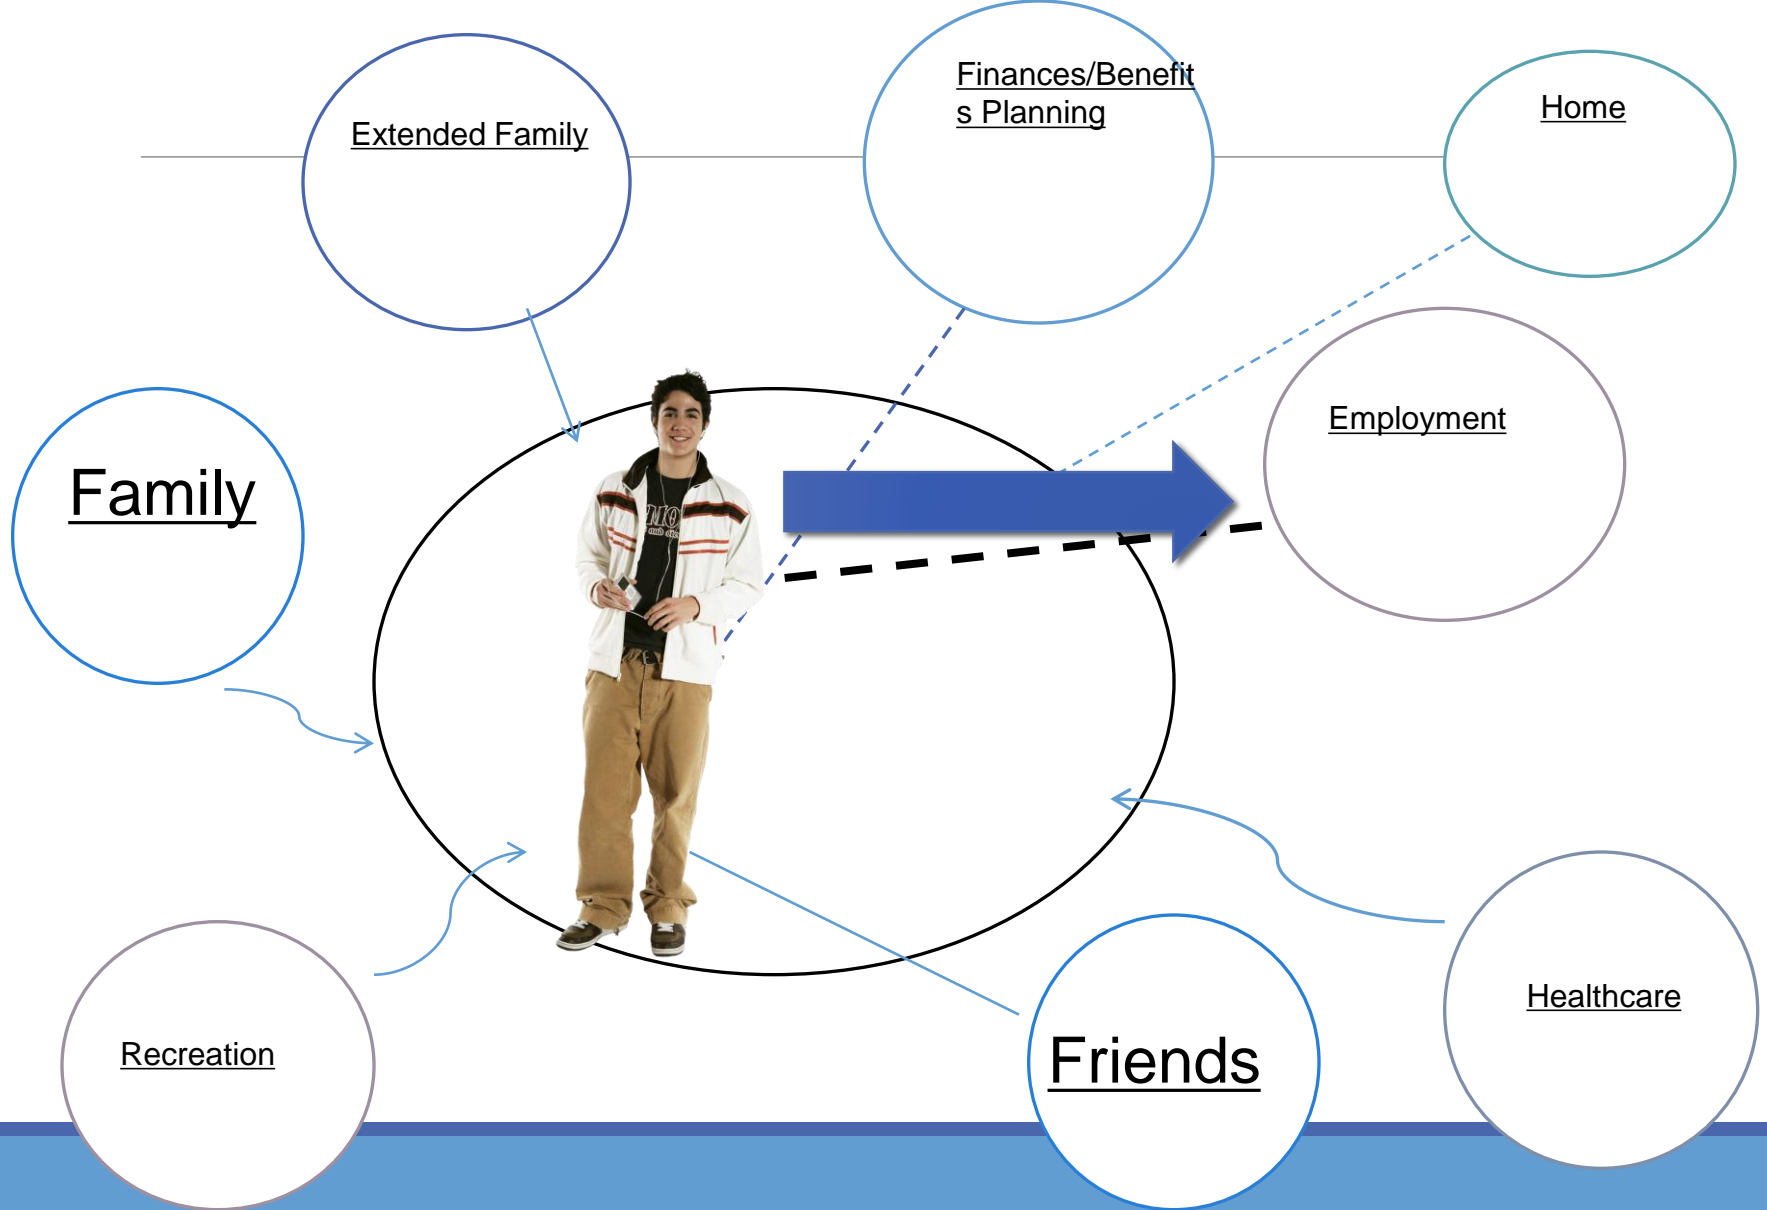 Extended Family
Finances/Benefit
s Planning
Home
Employment
Family
Recreation
Friends
Healthcare